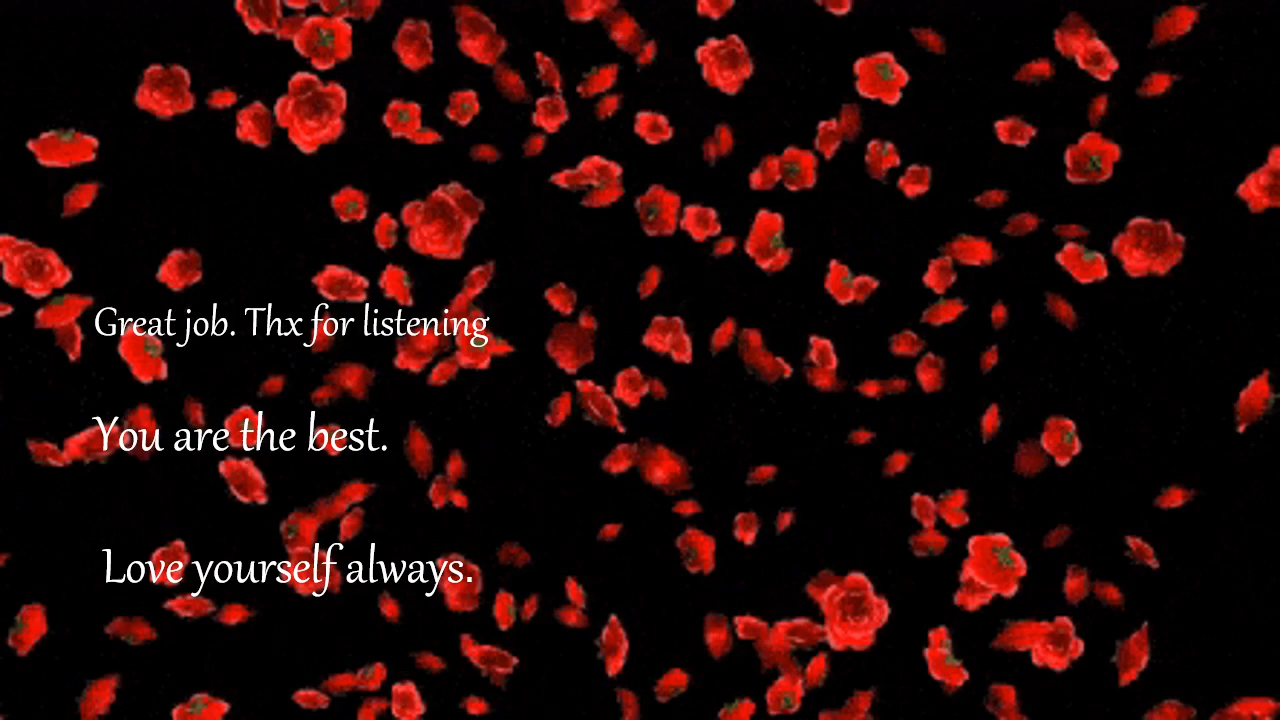 Great job. Thx for listening
You are the best.
Love yourself always.